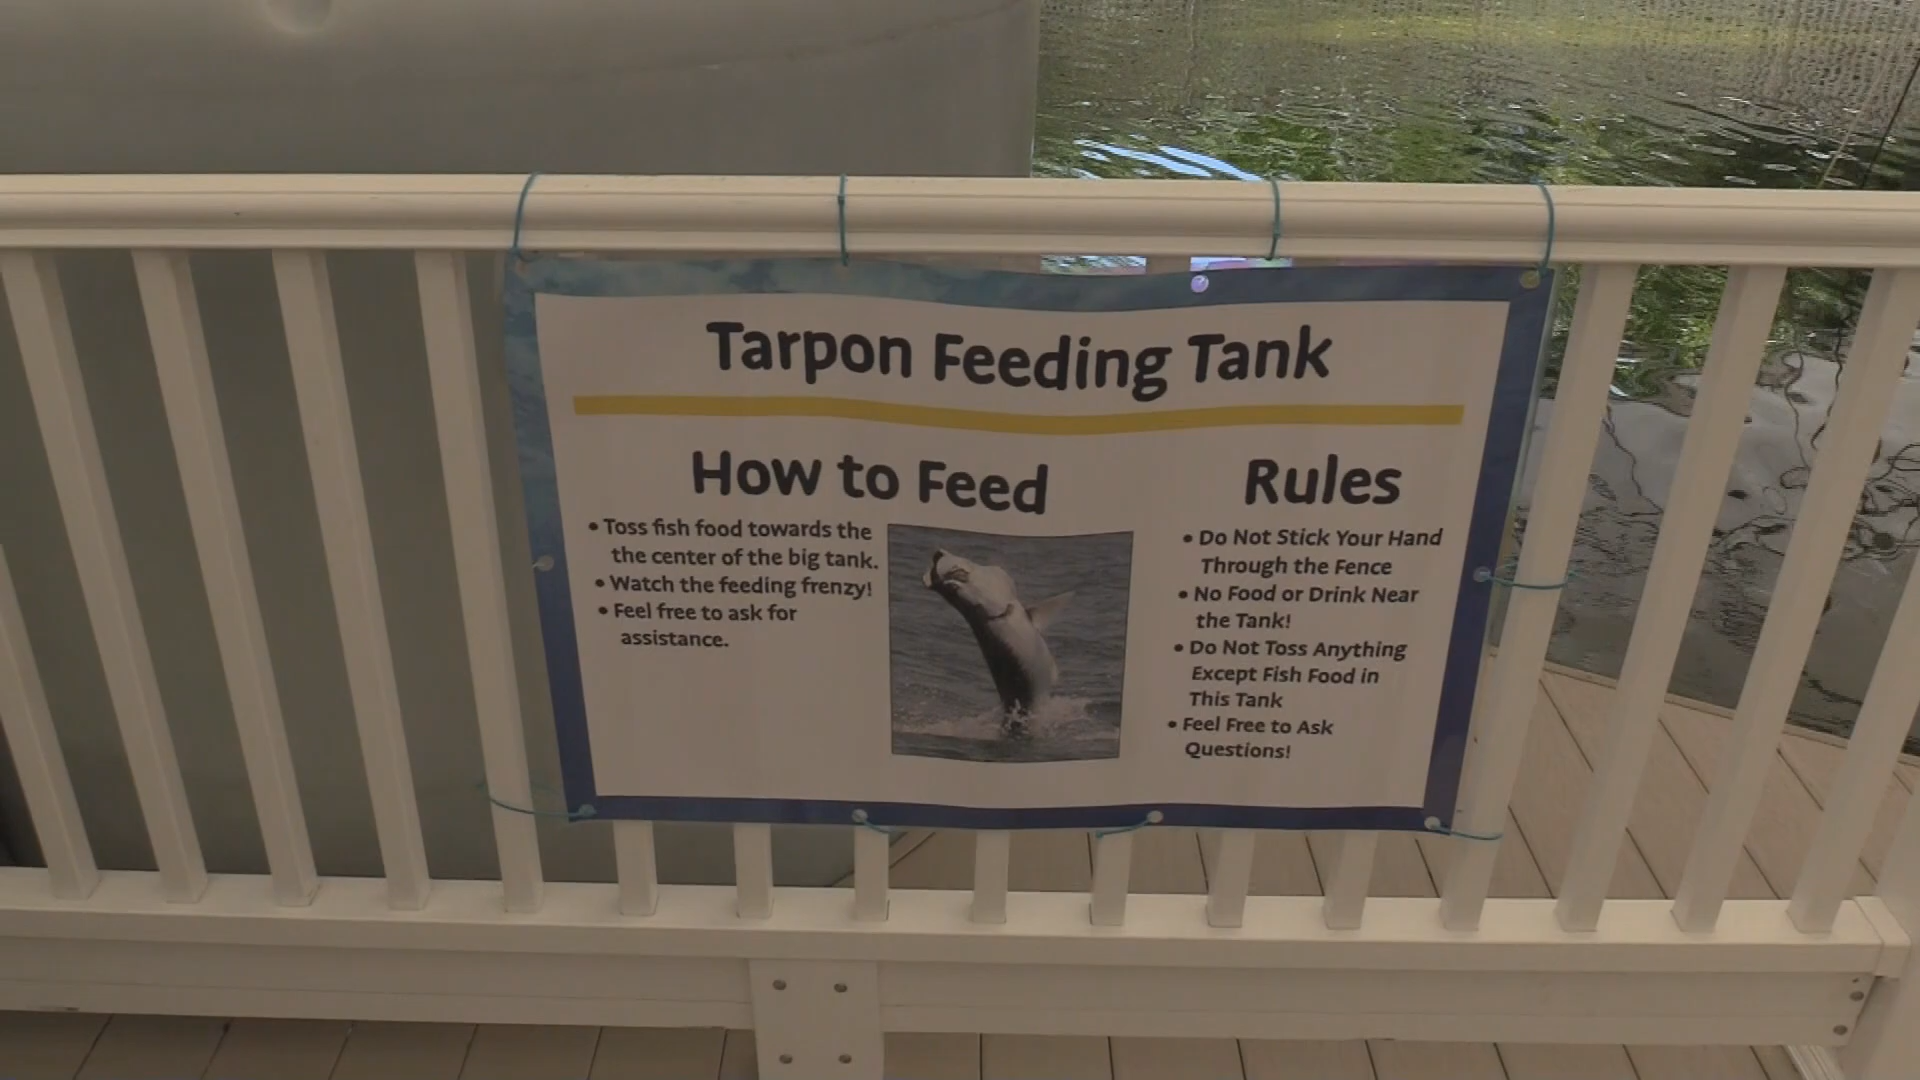 Tarpon Feeding Tank
How to Feed
• Toss fish food towards the
the center of the big tank.
• Watch the feeding frenzy!
• Feel free to ask for
assistance.
Rules
• Do Not Stick Your Hand
Through the Fence
• No Food or Drink Near
the Tank!
• Do Not Toss Anything
Except Fish Food in
This Tank
• Feel Free to Ask
Questions!